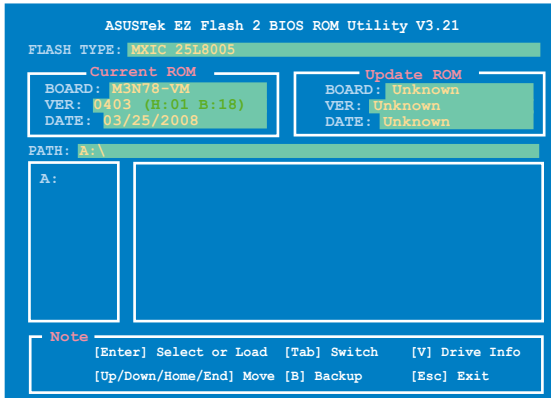 ASUSTek EZ Flash 2 BIOS ROM Utility V3.21
FLASH TYPE: MXIC 25L8005
Current ROM
BOARD: M3N78-VM
VER: 0403 (H:01 B:18)
DATE: 03/25/2008
Update ROM
BOARD: Unknown
VER: Unknown
DATE: Unknown
PATH: A:\
A:
Note
[Enter] Select or Load [Tab] Switch [V] Drive Info
[Up/Down/Home/End] Move [B] Backup [Esc] Exit